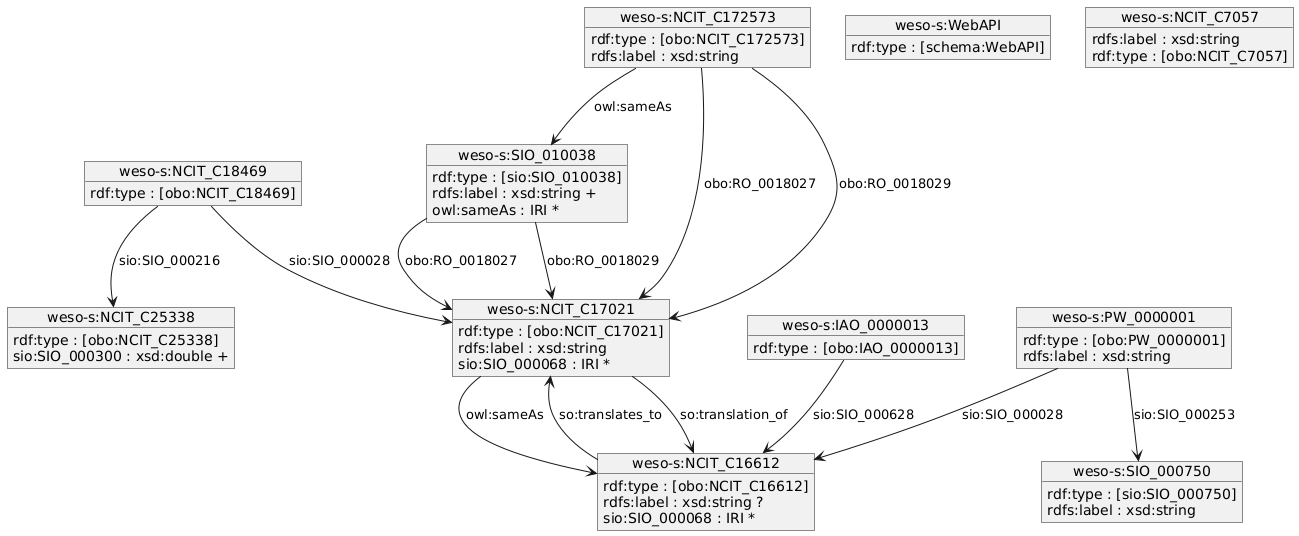 weso-s:NCIT_C172573
rdf:type : [obo:NCIT_C172573]
rdfs:label : xsd:string
weso-s:WebAPI
rdf:type : [schema:WebAPI]
weso-s:NCIT_C7057
rdfs:label : xsd:string
rdf:type : [obo:NCIT_C7057]
owl:sameAs
weso-s:NCIT_C18469
rdf:type : [obo:NCIT_C18469]
weso-s:SIO_010038
rdf:type : [sio:SIO_010038]
rdfs:label : xsd:string +
owl:sameAs : IRI *
obo:RO_0018027
obo:RO_0018029
sio:SIO_000216
sio:SIO_000028
obo:RO_0018027
obo:RO_0018029
weso-s:NCIT_C25338
rdf:type : [obo:NCIT_C25338]
sio:SIO_000300 : xsd:double +
weso-s:NCIT_C17021
rdf:type : [obo:NCIT_C17021]
rdfs:label : xsd:string
sio:SIO_000068 : IRI *
weso-s:IAO_0000013
rdf:type : [obo:IAO_0000013]
weso-s:PW_0000001
rdf:type : [obo:PW_0000001]
rdfs:label : xsd:string
owl:sameAs
so:translates_to
so:translation_of
sio:SIO_000628
sio:SIO_000028
sio:SIO_000253
weso-s:NCIT_C16612
rdf:type : [obo:NCIT_C16612]
rdfs:label : xsd:string ?
sio:SIO_000068 : IRI *
weso-s:SIO_000750
rdf:type : [sio:SIO_000750]
rdfs:label : xsd:string